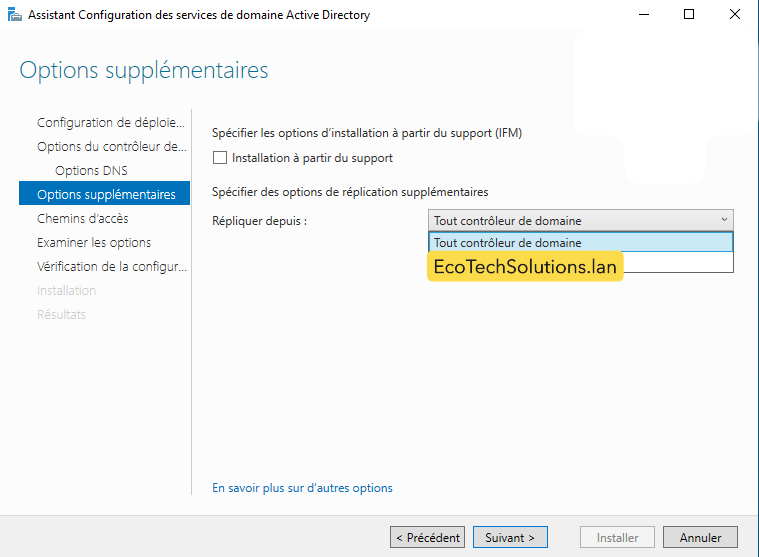 Assistant Configuration des services de domaine Active Directory
Options supplémentaires
Configuration de déploie...
Options du contrôleur de...
Options DNS
Options supplémentaires
Chemins d'accès
Examiner les options
Vérification de la configur...
Installation
Résultats
Spécifier les options d'installation à partir du support (IFM)
Installation à partir du support
Spécifier des options de réplication supplémentaires
Répliquer depuis :
Tout contrôleur de domaine
Tout contrôleur de domaine
EcoTechSolutions.lan
En savoir plus sur d'autres options
< Précédent
Suivant >
Installer
Annuler